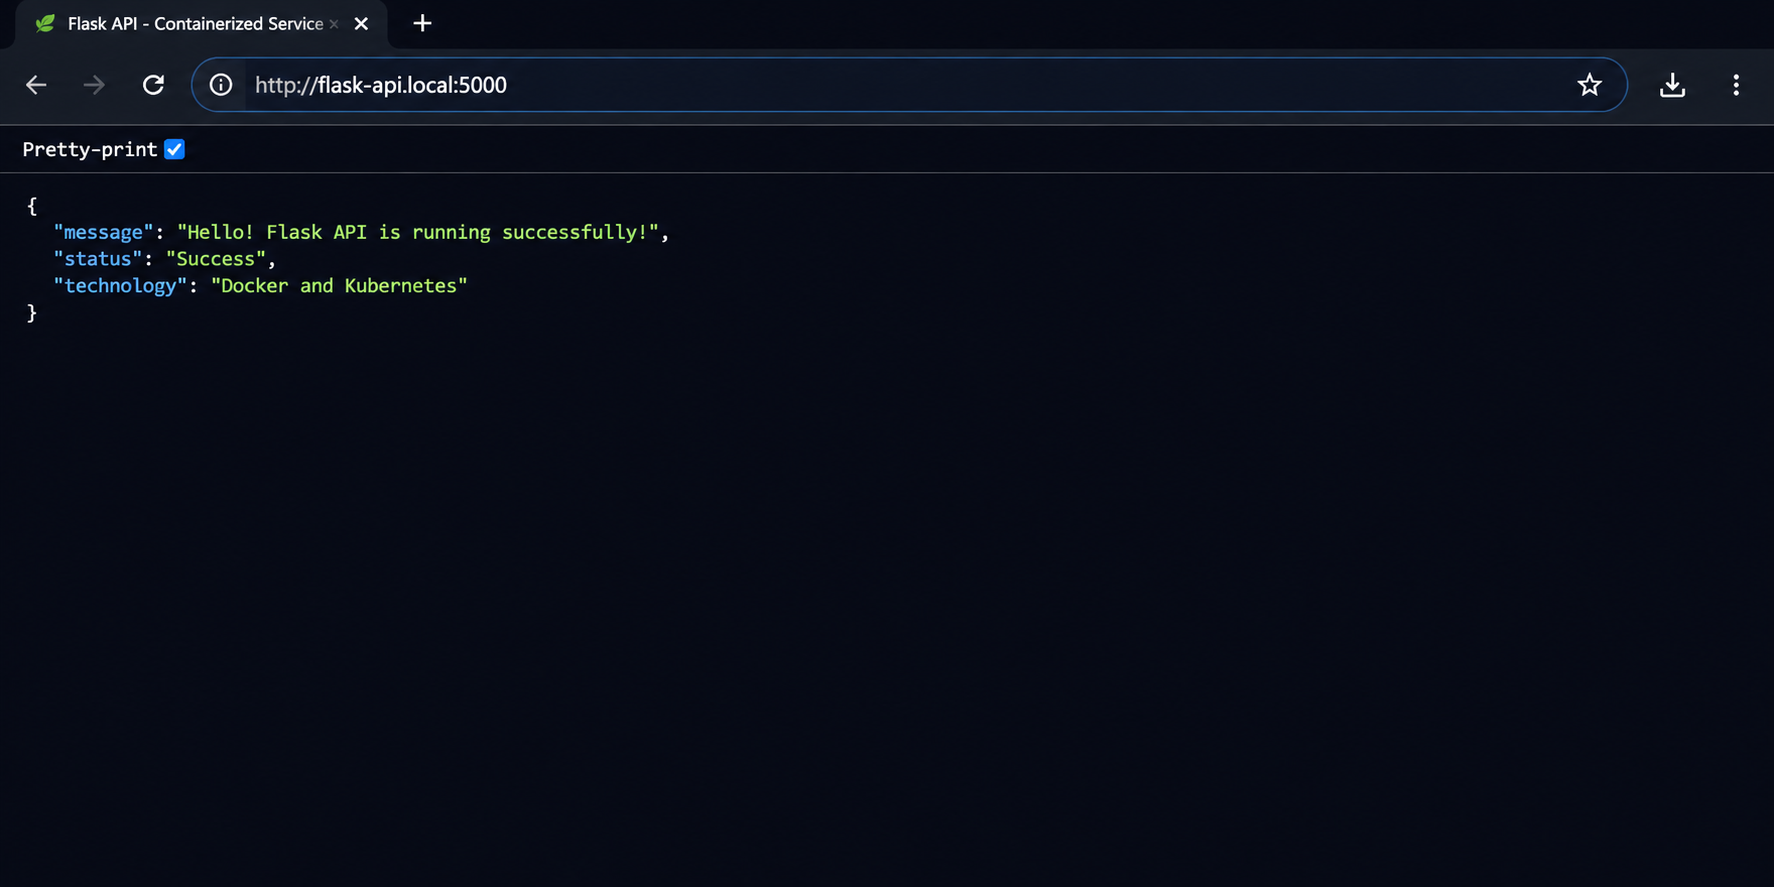 Flask API - Containerized Service
http://flask-api.local:5000
Pretty-print
{
"message": "Hello! Flask API is running successfully!",
"status": "Success",
"technology": "Docker and Kubernetes"
}